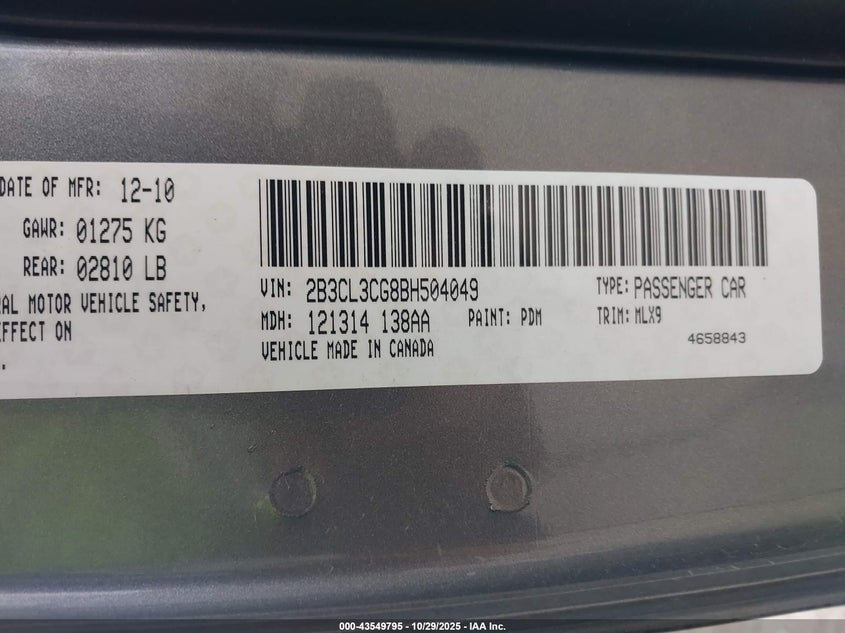 DATE OF MFR: 12-10
GAWR: 01275 KG
REAR: 02810 LB
AL MOTOR VEHICLE SAFETY,
EFFECT ON
.
VIN: 2B3CL3CG8BH504049
TYPE: PASSENGER CAR
MDH: 121314 138AA
PAINT: PDM
TRIM: MLX9
VEHICLE MADE IN CANADA
4658843
000-43549795 - 10/29/2025 - IAA Inc.